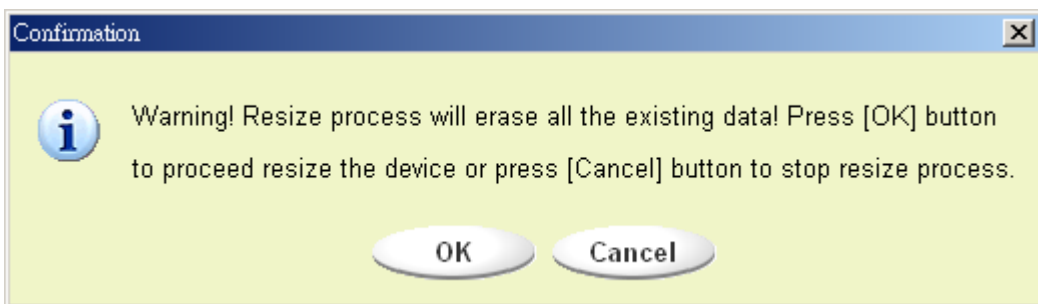 Confirmation
Warning! Resize process will erase all the existing data! Press [OK] button
to proceed resize the device or press [Cancel] button to stop resize process.
OK Cancel